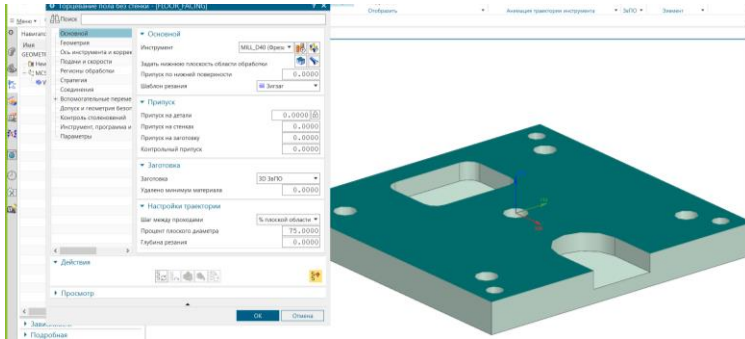 Торцевание пола без стенки - [FLOOR_FACING]
Меню
Поиск
Отобразить
Анимация траектории инструмента
ЗаПО
Элемент
Навигато
Имя
GEOMETR
Основной
Геометрия
Ось инструмента и коррек
Подачи и скорости
Регионы обработки
Стратегия
Соединения
Вспомогательные переме
Допуск и геометрия безоп
Контроль столкновений
Инструмент, программа и
Параметры
Основной
Инструмент
MILL_D40 (Фрез
Задать нижнюю плоскость области обработки
Припуск по нижней поверхности
0.0000
Шаблон резания
Зигзаг
Припуск
Припуск на детали
0.0000
Припуск на стенках
0.0000
Припуск на заготовку
0.0000
Контрольный припуск
0.0000
Заготовка
Заготовка
3D ЗаПО
Удалено минимум материала
0.0000
Настройки траектории
Шаг между проходами
% плоской области
Процент плоского диаметра
75.0000
Глубина резания
0.0000
Действия
Просмотр
OK
Отмена
Подробная